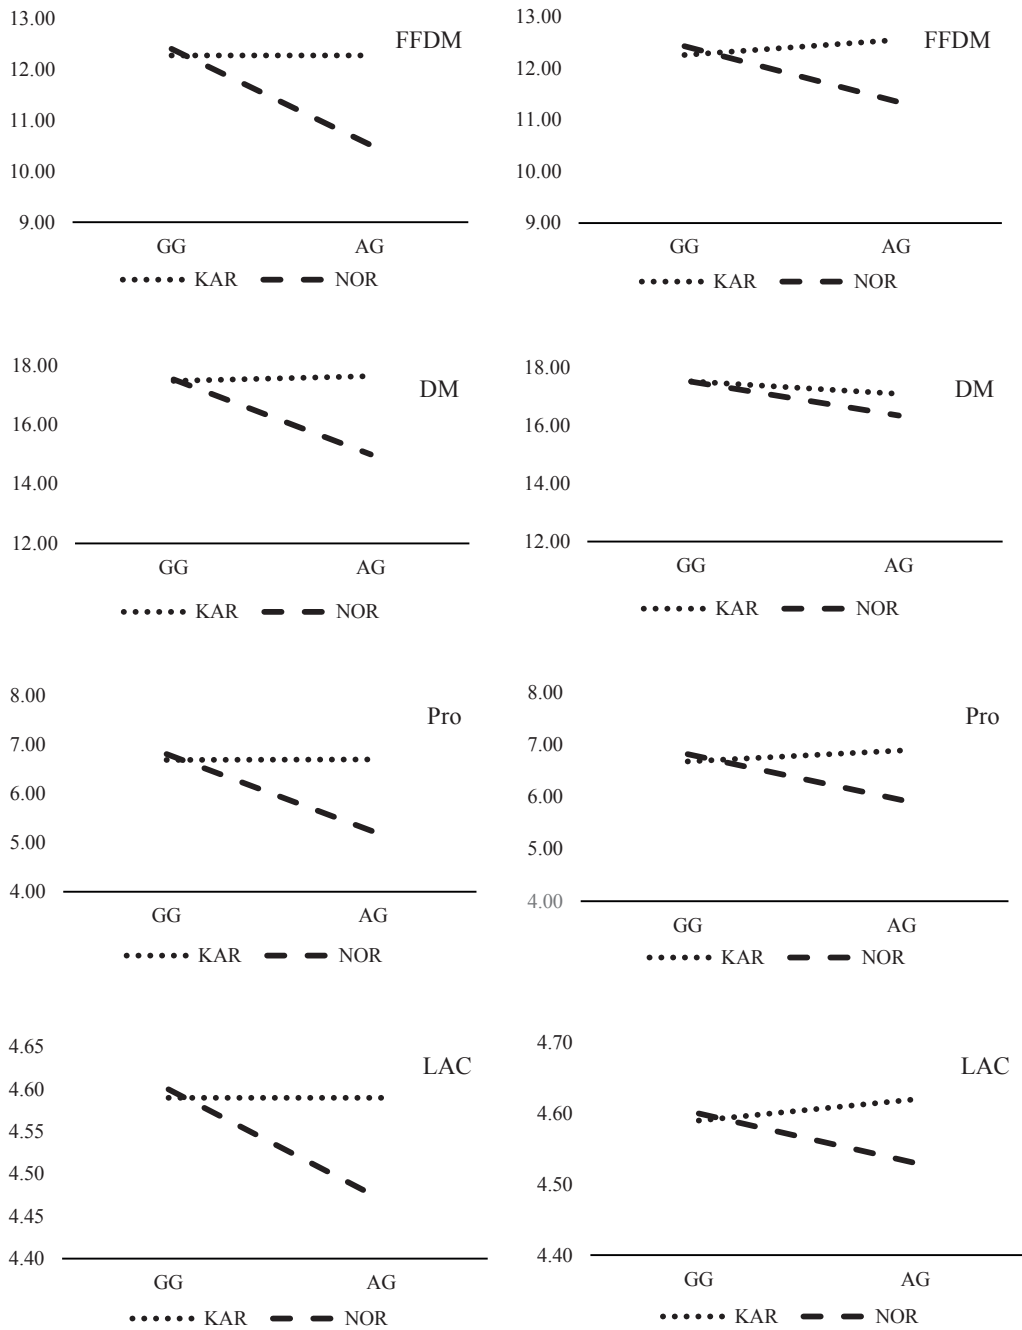 13.00
FFDM
12.00
11.00
10.00
9.00
GG AG
KAR NOR
13.00
FFDM
12.00
11.00
10.00
9.00
GG AG
KAR NOR
18.00
DM
16.00
14.00
12.00
GG AG
KAR NOR
18.00
DM
16.00
14.00
12.00
GG AG
KAR NOR
8.00
Pro
7.00
6.00
5.00
4.00
GG AG
KAR NOR
8.00
Pro
7.00
6.00
5.00
4.00
GG AG
KAR NOR
4.65
LAC
4.60
4.55
4.50
4.45
4.40
GG AG
KAR NOR
4.70
LAC
4.60
4.50
4.40
GG AG
KAR NOR